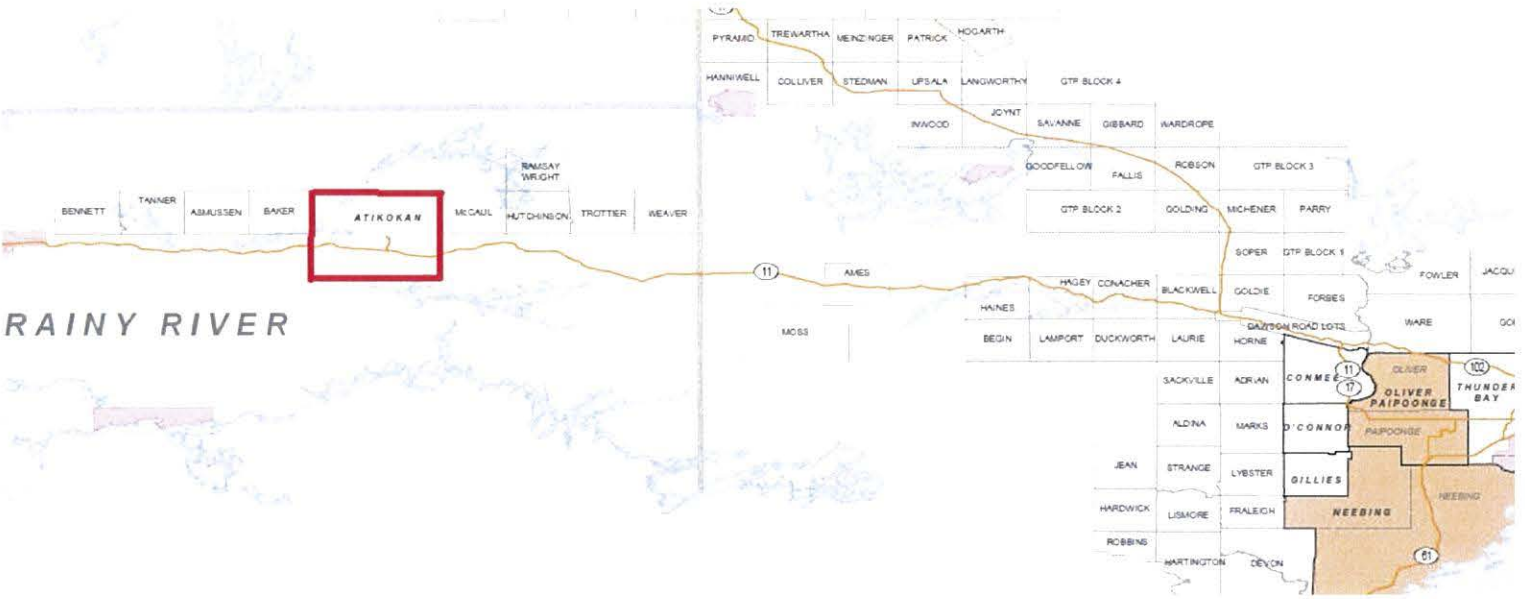 PYRAMID
TREWARTHA
MEINZINGER
PATRICK
HOGARTH
HANNIWELL
COLLIVER
STEDMAN
UPSALA
LANGWORTHY
GTP BLOCK 4
INWOOD
JOYNT
SAVANNE
GIBBARD
WARDROPE
GOODFELLOW
FALLIS
ROBSON
GTP BLOCK 3
RAMSAY
WRIGHT
BENNETT
TANNER
ASMUSSEN
BAKER
ATIKOKAN
McCAUL
HUTCHINSON
TROTTIER
WEAVER
GTP BLOCK 2
GOLDING
MICHENER
PARRY
SOPER
GTP BLOCK 1
11
AMES
FOWLER
JACQU
HAGEY
CONACHER
BLACKWELL
GOLDIE
FORBES
HAINES
RAINY RIVER
MOSS
DAWSON ROAD LOTS
WARE
GO
BEGIN
LAMPORT
DUCKWORTH
LAURIE
HORNE
SACKVILLE
ADRIAN
CONMEE
11
17
OLIVER
OLIVER
PAIPOONGE
102
THUNDER
BAY
ALDINA
MARKS
O'CONNOR
PAIPOONGE
JEAN
STRANGE
LYBSTER
GILLIES
HARDWICK
LISMORE
FRALEIGH
NEEBING
NEEBING
ROBBINS
HARTINGTON
DEVON
61